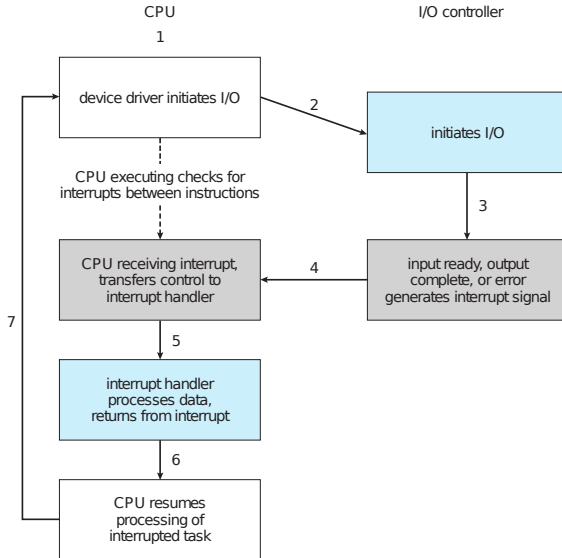 CPU
I/O controller
1
device driver initiates I/O
2
initiates I/O
CPU executing checks for
interrupts between instructions
3
CPU receiving interrupt,
transfers control to
interrupt handler
4
input ready, output
complete, or error
generates interrupt signal
7
5
interrupt handler
processes data,
returns from interrupt
6
CPU resumes
processing of
interrupted task